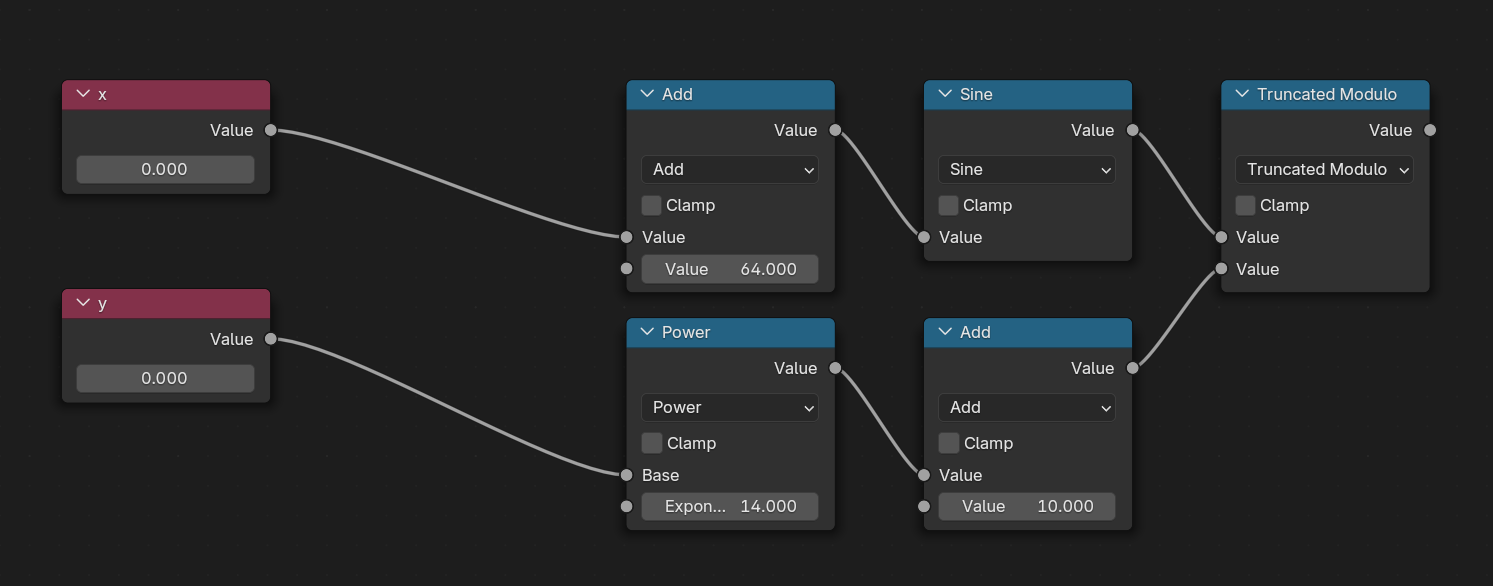 x
Value
0.000
y
Value
0.000
Add
Value
Add
Clamp
Value
Value 64.000
Power
Value
Power
Clamp
Base
Expon... 14.000
Sine
Value
Sine
Clamp
Value
Add
Value
Add
Clamp
Value
Value 10.000
Truncated Modulo
Value
Truncated Modulo
Clamp
Value
Value